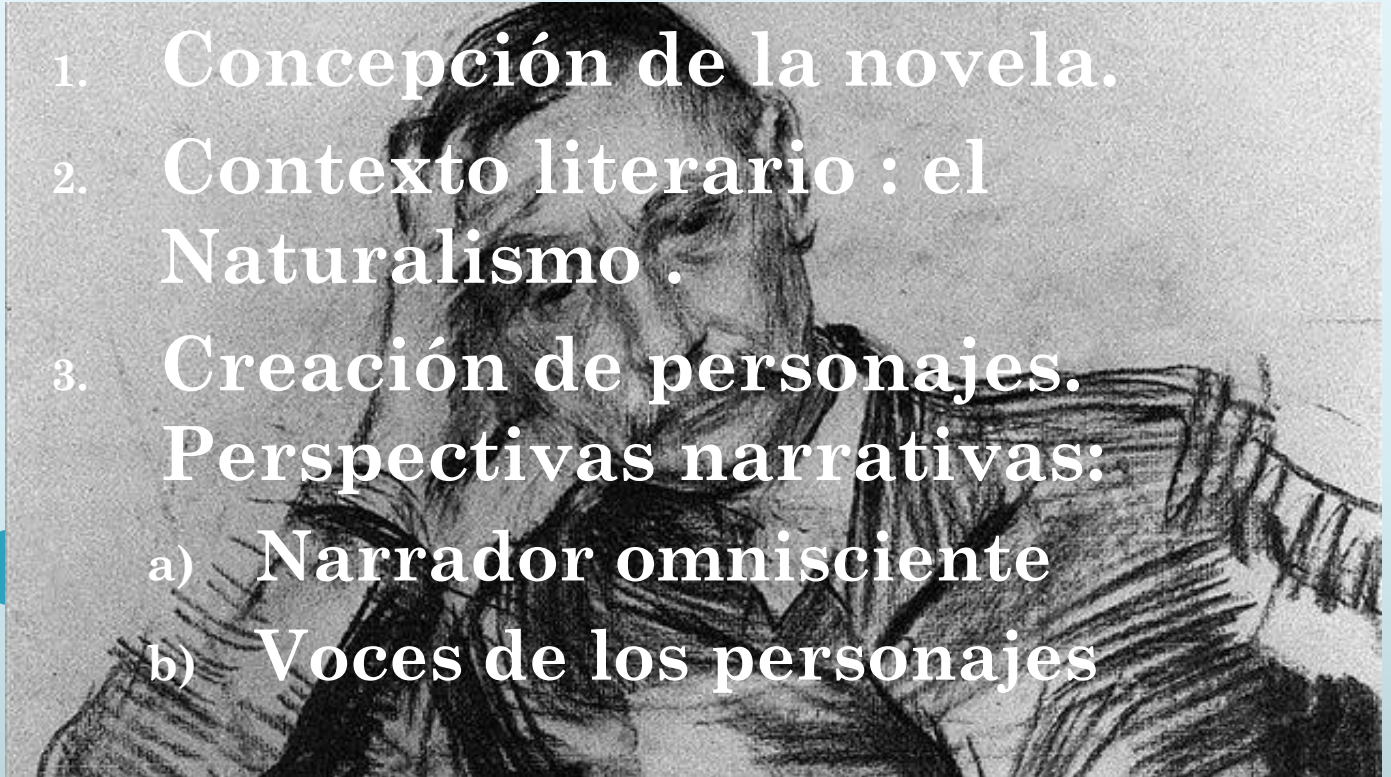 1. Concepción de la novela.
2. Contexto literario : el
Naturalismo .
3. Creación de personajes.
Perspectivas narrativas:
a) Narrador omnisciente
b) Voces de los personajes